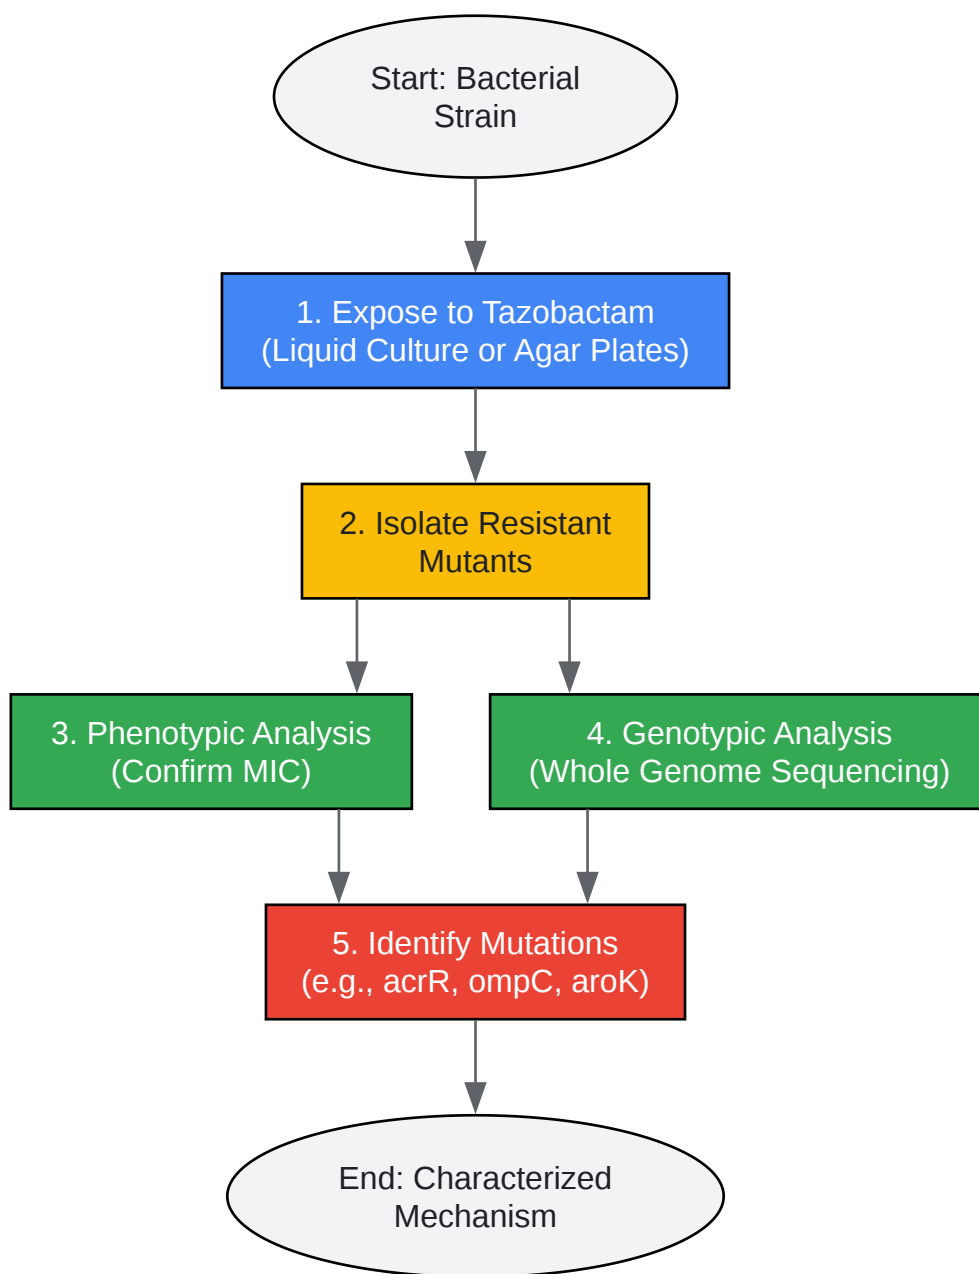 Start: Bacterial
Strain
1. Expose to Tazobactam
(Liquid Culture or Agar Plates)
2. Isolate Resistant
Mutants
3. Phenotypic Analysis
(Confirm MIC)
4. Genotypic Analysis
(Whole Genome Sequencing)
5. Identify Mutations
(e.g., acrR, ompC, aroK)
End: Characterized
Mechanism